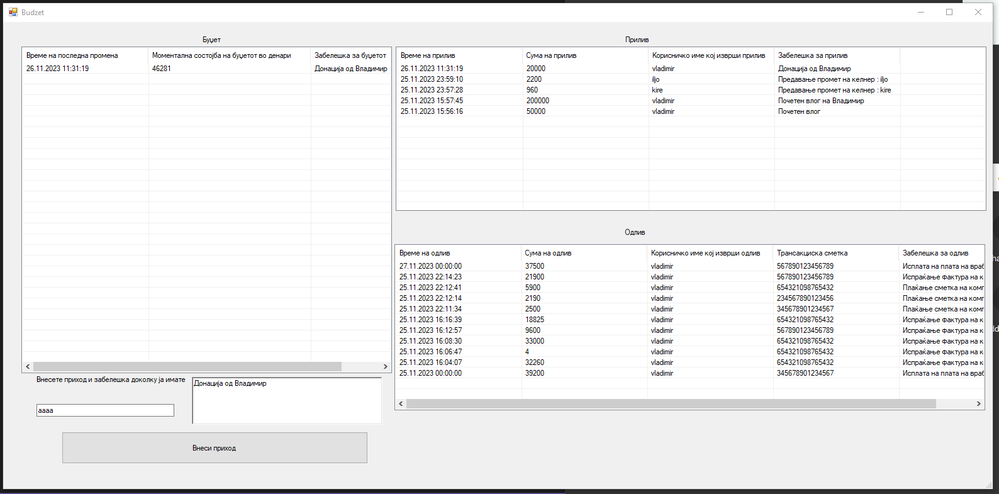 Budzet
Буџет
Време на последна промена Моментална состојба на буџетот во денари Забелешка за буџетот
26.11.2023 11:31:19 46281 Донација од Владимир
Внесете приход и забелешка доколку ја имате
аааа
Донација од Владимир
Внеси приход
Прилив
Време на прилив Сума на прилив Корисничко име кој изврши прилив Забелешка за прилив
26.11.2023 11:31:19 20000 vladimir Донација од Владимир
25.11.2023 23:59:10 2200 iljo Предавање промет на келнер : iljo
25.11.2023 23:57:28 960 kire Предавање промет на келнер : kire
25.11.2023 15:57:45 200000 vladimir Почетен влог на Владимир
25.11.2023 15:56:16 50000 vladimir Почетен влог
Одлив
Време на одлив Сума на одлив Корисничко име кој изврши одлив Трансакциска сметка Забелешка за одлив
27.11.2023 00:00:00 37500 vladimir 567890123456789 Исплата на плата на враб
25.11.2023 22:14:23 21900 vladimir 567890123456789 Испраќање фактура на к
25.11.2023 22:12:41 5900 vladimir 654321098765432 Плаќање сметка на комп
25.11.2023 22:12:14 2190 vladimir 234567890123456 Плаќање сметка на комп
25.11.2023 22:11:34 2500 vladimir 345678901234567 Плаќање сметка на комп
25.11.2023 16:16:39 18825 vladimir 654321098765432 Испраќање фактура на к
25.11.2023 16:12:57 9600 vladimir 567890123456789 Испраќање фактура на к
25.11.2023 16:08:30 33000 vladimir 654321098765432 Испраќање фактура на к
25.11.2023 16:06:47 4 vladimir 654321098765432 Испраќање фактура на к
25.11.2023 16:04:07 32260 vladimir 654321098765432 Испраќање фактура на к
25.11.2023 00:00:00 39200 vladimir 345678901234567 Исплата на плата на враб